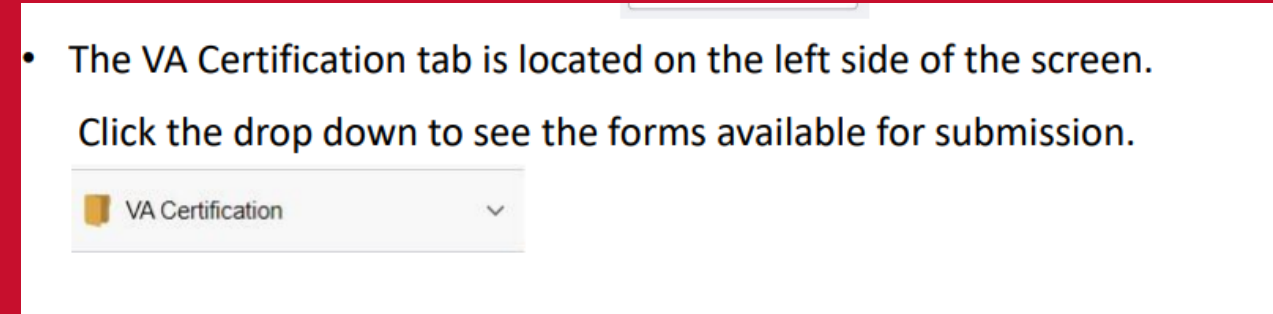 • The VA Certification tab is located on the left side of the screen.
Click the drop down to see the forms available for submission.
VA Certification